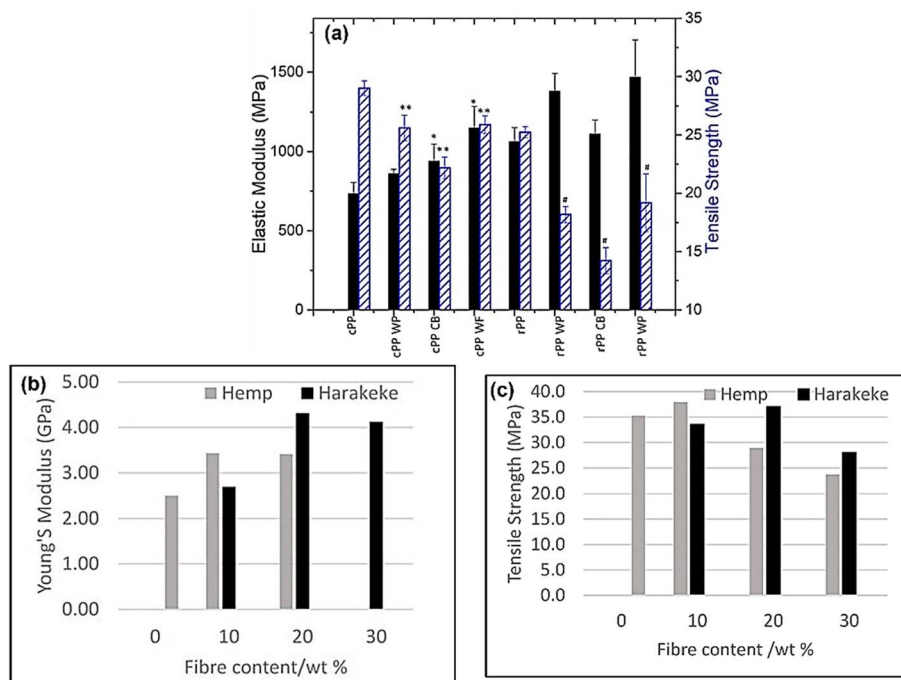 (a)
Elastic Modulus (MPa)
1500
1000
500
0
Tensile Strength (MPa)
35
30
25
20
15
10
** * ** * ** # # #
cPP cPP WP cPP CB cPP WF rPP rPP WP rPP CB rPP WP
(b)
Hemp Harakeke
Young'S Modulus (GPa)
5.00
4.00
3.00
2.00
1.00
0.00
0 10 20 30
Fibre content/wt %
(c)
Hemp Harakeke
Tensile Strength (MPa)
40.0
35.0
30.0
25.0
20.0
15.0
10.0
5.0
0.0
0 10 20 30
Fibre content /wt %